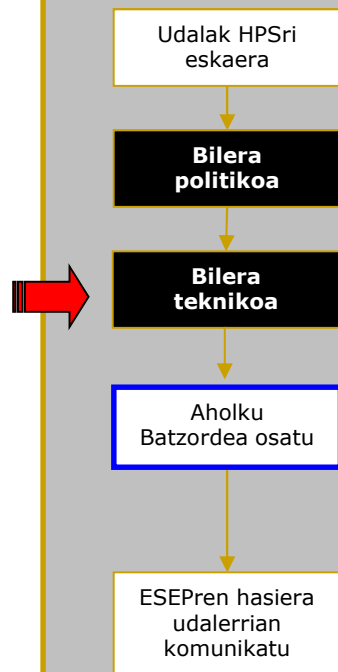 Udalak HPSri
eskaera
Bilera
politikoa
Bilera
teknikoa
Aholku
Batzordea osatu
ESEPren hasiera
udalerrian
komunikatu